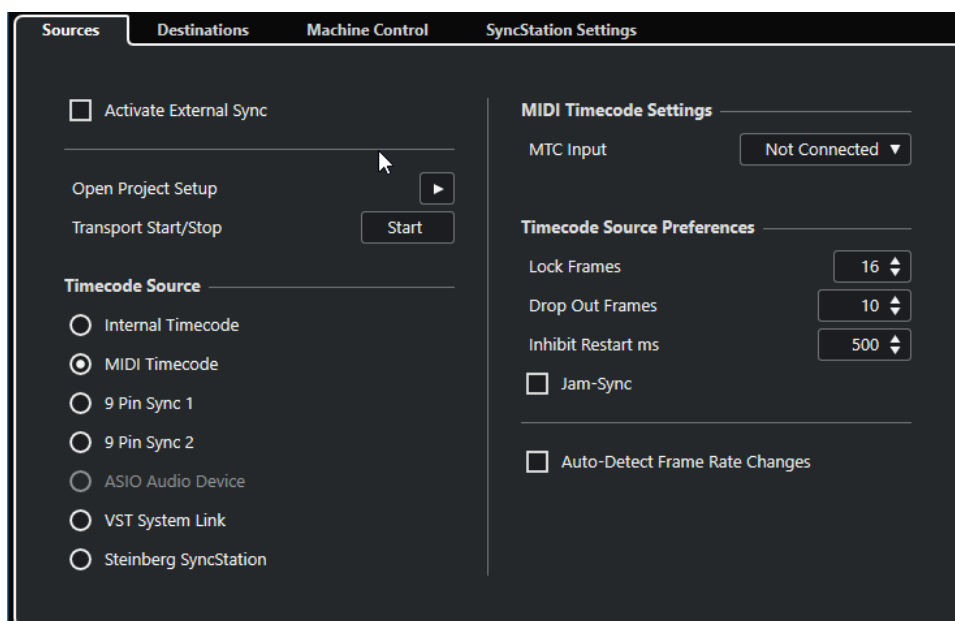 Sources Destinations Machine Control SyncStation Settings
Activate External Sync
Open Project Setup
Transport Start/Stop Start
Timecode Source
Internal Timecode
MIDI Timecode
9 Pin Sync 1
9 Pin Sync 2
ASIO Audio Device
VST System Link
Steinberg SyncStation
MIDI Timecode Settings
MTC Input Not Connected
Timecode Source Preferences
Lock Frames 16
Drop Out Frames 10
Inhibit Restart ms 500
Jam-Sync
Auto-Detect Frame Rate Changes